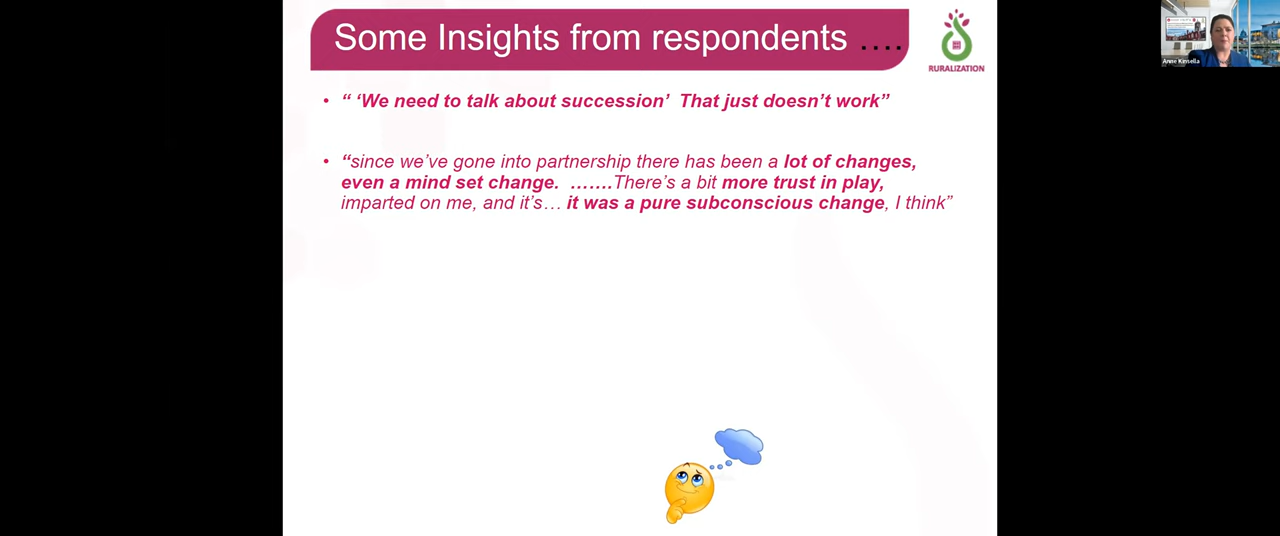 Some Insights from respondents ....
RURALIZATION
Anne Kinsella
• “ ‘We need to talk about succession’ That just doesn’t work”
• “since we’ve gone into partnership there has been a lot of changes,
even a mind set change. …….There’s a bit more trust in play,
imparted on me, and it’s… it was a pure subconscious change, I think”